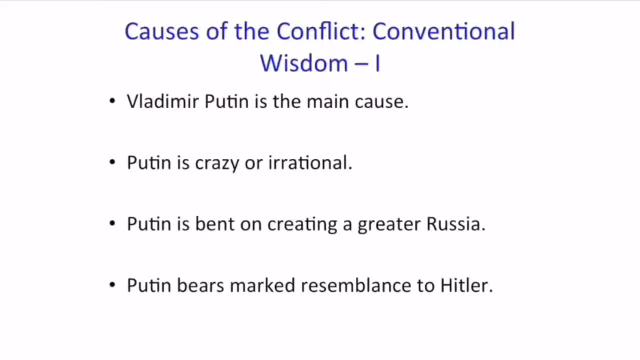 Causes of the Conflict: Conventional
Wisdom – I
• Vladimir Putin is the main cause.
• Putin is crazy or irrational.
• Putin is bent on creating a greater Russia.
• Putin bears marked resemblance to Hitler.